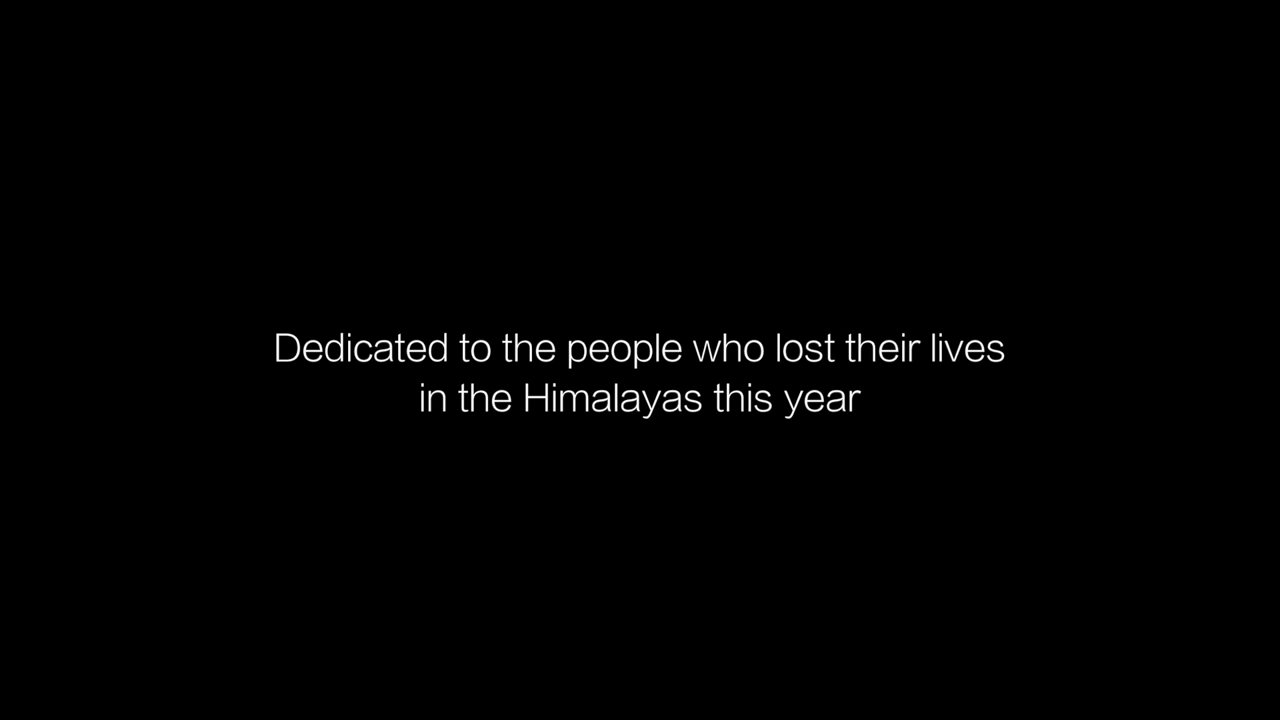 Dedicated to the people who lost their lives
in the Himalayas this year